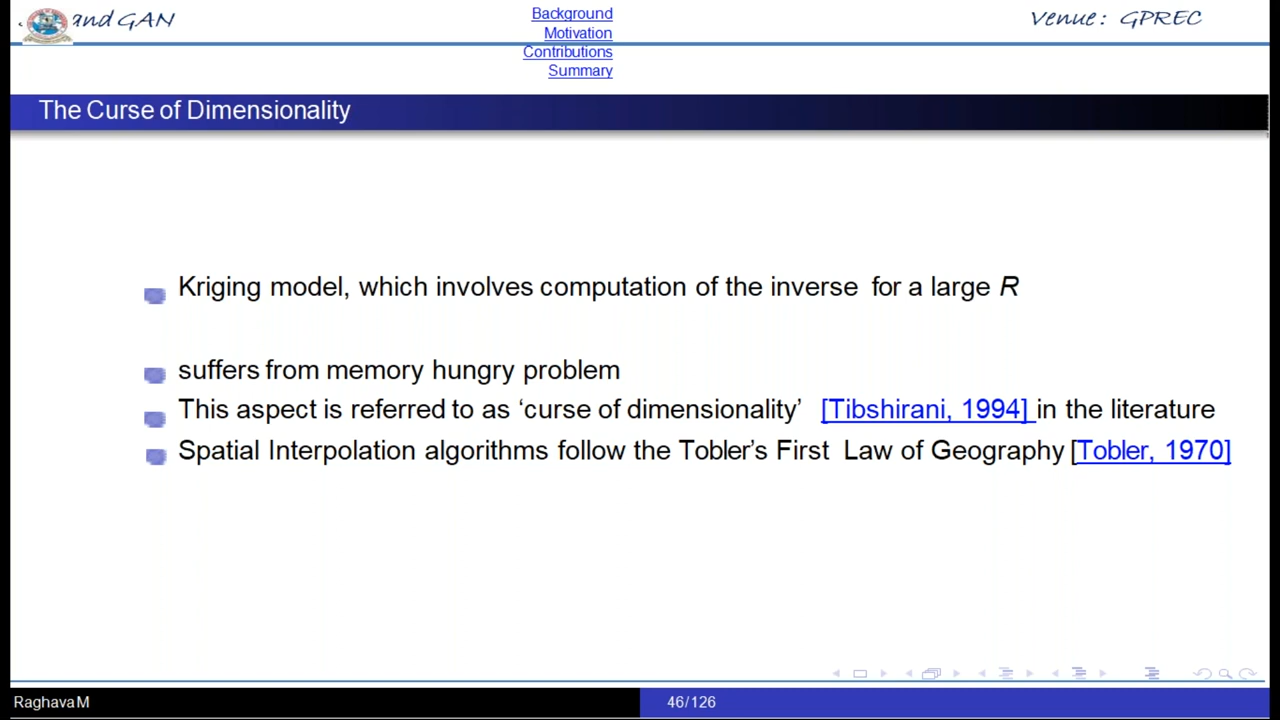 and GAN
Background
Venue : GPREC
Motivation
Contributions
Summary
The Curse of Dimensionality
Kriging model, which involves computation of the inverse for a large R
suffers from memory hungry problem
This aspect is referred to as ‘curse of dimensionality’ [Tibshirani, 1994] in the literature
Spatial Interpolation algorithms follow the Tobler’s First Law of Geography [Tobler, 1970]
Raghava M
46/126